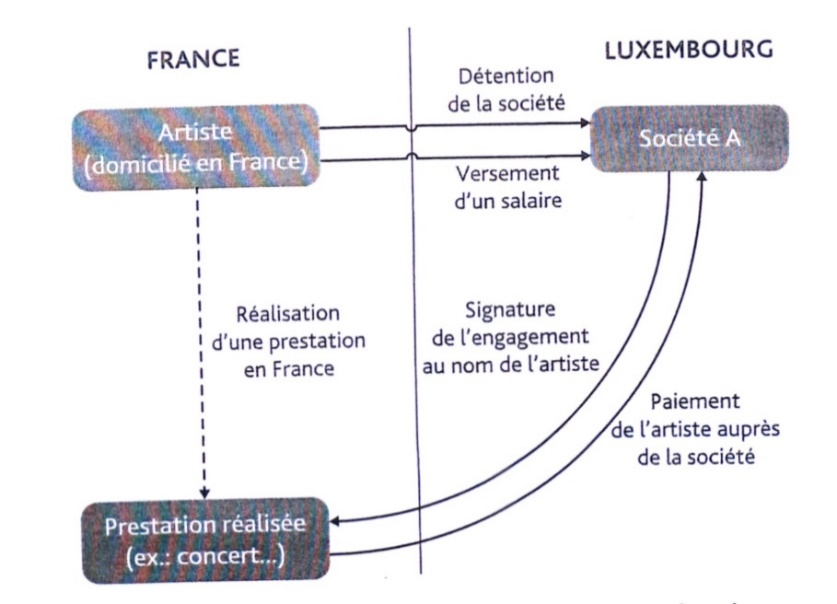 FRANCE
LUXEMBOURG
Détention
de la société
Artiste
(domicilié en France)
Société A
Versement
d'un salaire
Réalisation
d'une prestation
en France
Signature
de l'engagement
au nom de l'artiste
Paiement
de l'artiste auprès
de la société
Prestation réalisée
(ex.: concert...)